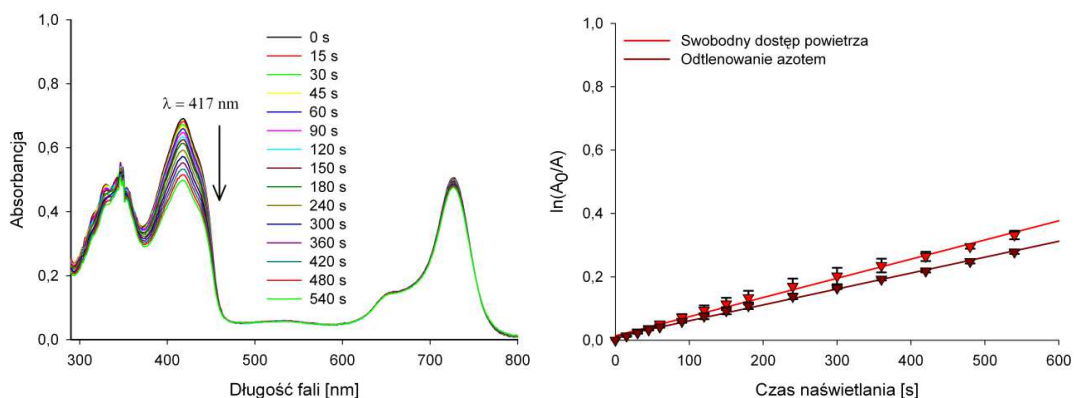 1,0
0,8
0,6
0,4
0,2
0,0
Absorbancja
λ = 417 nm
0 s
15 s
30 s
45 s
60 s
90 s
120 s
150 s
180 s
240 s
300 s
360 s
420 s
480 s
540 s
300 400 500 600 700 800
Długość fali [nm]
1,0
0,8
0,6
0,4
0,2
0,0
ln(A0/A)
Swobodny dostęp powietrza
Odtlenowanie azotem
0 100 200 300 400 500 600
Czas naświetlania [s]